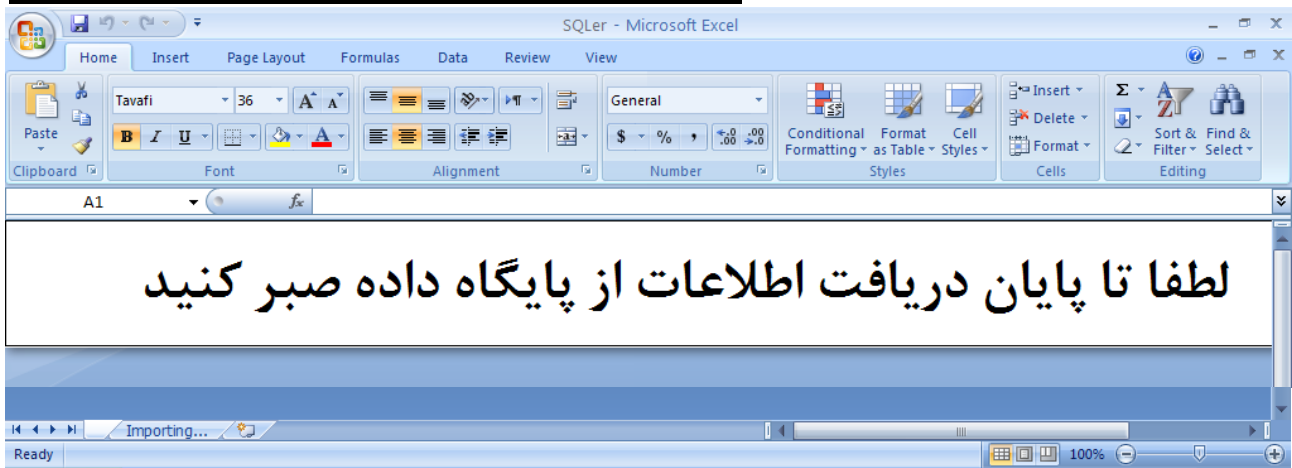 SQLer - Microsoft Excel
Home Insert Page Layout Formulas Data Review View
Tavafi 36 General Insert
Paste Delete
B I U $ % , Conditional Formatting Format as Table Cell Styles Format Sort & Filter Find & Select
Clipboard Font Alignment Number Styles Cells Editing
A1 fx
لطفا تا پایان دریافت اطلاعات از پایگاه داده صبر کنید
Importing...
Ready 100%